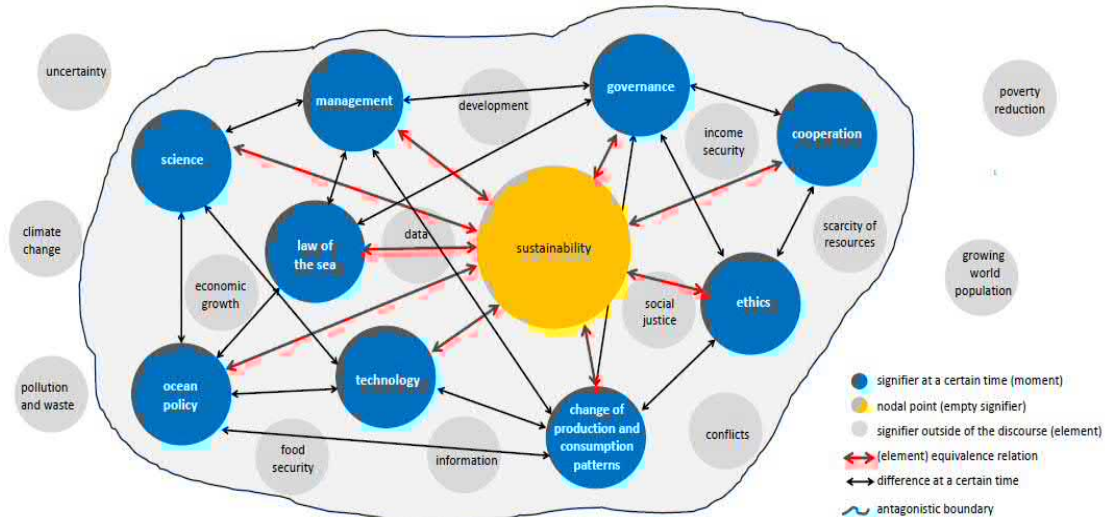 uncertainty
management
development
governance
poverty
reduction
science
income
security
cooperation
climate
change
law of
the sea
data
sustainability
scarcity of
resources
economic
growth
social
justice
ethics
growing
world
population
pollution
and waste
ocean
policy
technology
change of
production and
consumption
patterns
conflicts
food
security
information
signifier at a certain time (moment)
nodal point (empty signifier)
signifier outside of the discourse (element)
(element) equivalence relation
difference at a certain time
antagonistic boundary